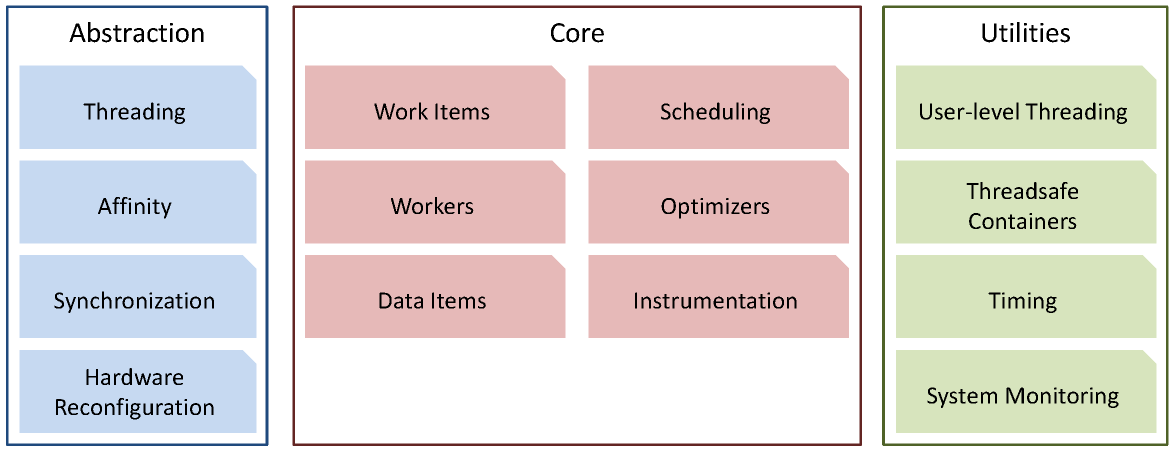 Abstraction
Threading
Affinity
Synchronization
Hardware
Reconfiguration
Core
Work Items
Scheduling
Workers
Optimizers
Data Items
Instrumentation
Utilities
User-level Threading
Threadsafe
Containers
Timing
System Monitoring